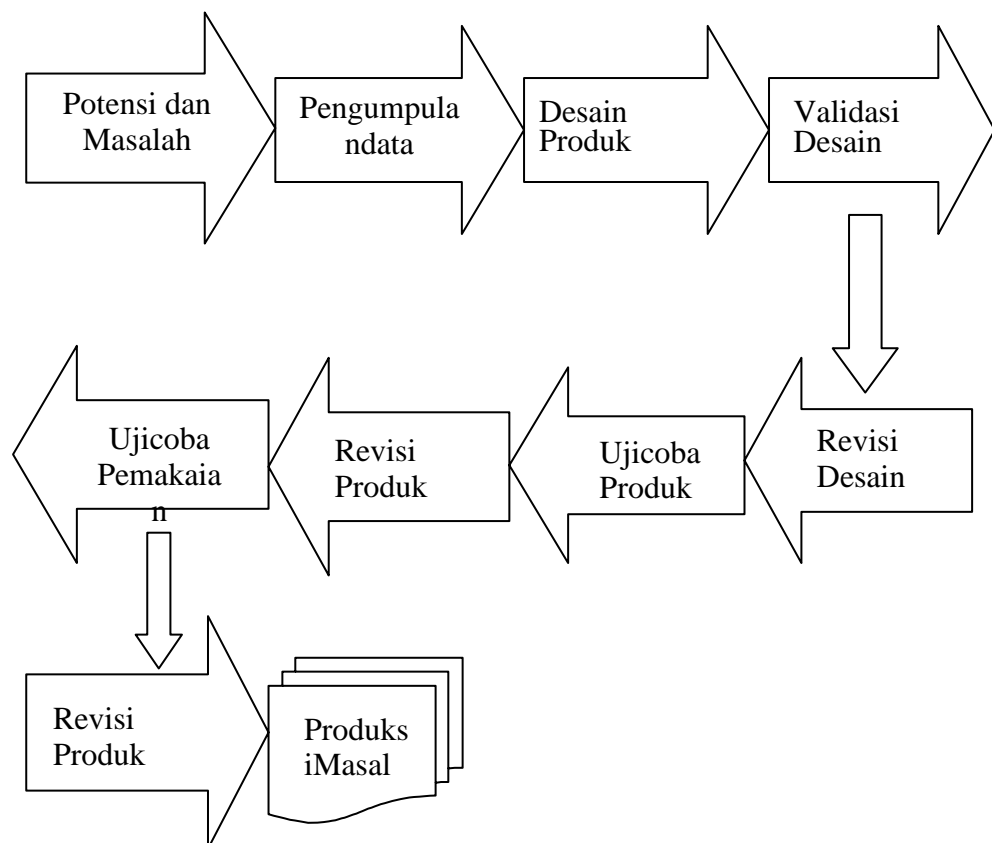 Potensi dan
Masalah
Pengumpula
ndata
Desain
Produk
Validasi
Desain
Revisi
Desain
Ujicoba
Produk
Revisi
Produk
Ujicoba
Pemakaia
n
Revisi
Produk
Produks
iMasal